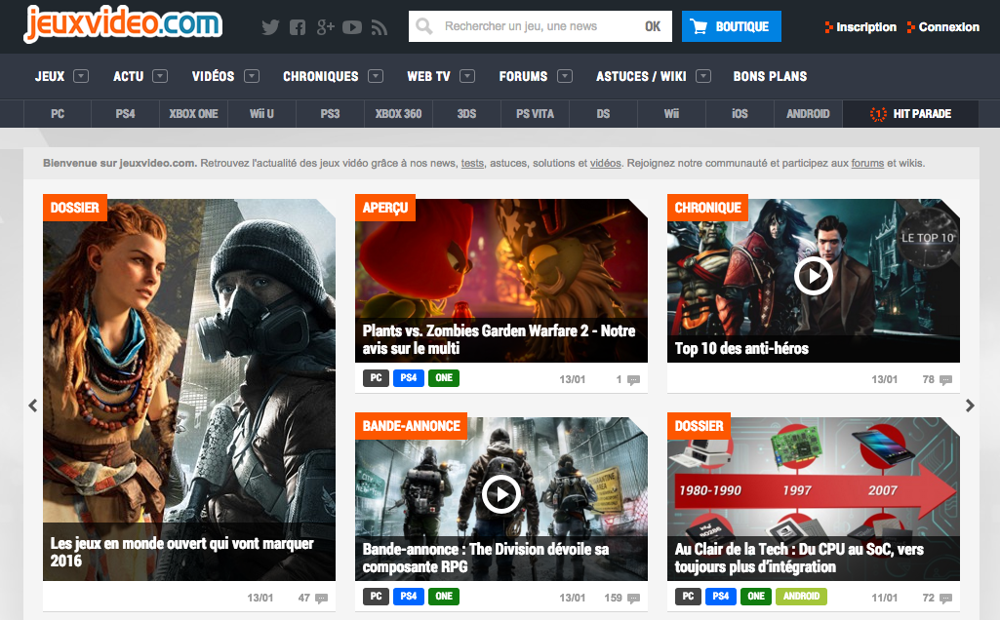 jeuxvideo.com
Rechercher un jeu, une news
OK
BOUTIQUE
Inscription
Connexion
JEUX
ACTU
VIDÉOS
CHRONIQUES
WEB TV
FORUMS
ASTUCES / WIKI
BONS PLANS
PC
PS4
XBOX ONE
Wii U
PS3
XBOX 360
3DS
PS VITA
DS
Wii
iOS
ANDROID
1
HIT PARADE
Bienvenue sur jeuxvideo.com. Retrouvez l'actualité des jeux vidéo grâce à nos news, tests, astuces, solutions et vidéos. Rejoignez notre communauté et participez aux forums et wikis.
DOSSIER
Les jeux en monde ouvert qui vont marquer
2016
13/01 47
APERÇU
Plants vs. Zombies Garden Warfare 2 - Notre
avis sur le multi
PC PS4 ONE 13/01 1
CHRONIQUE
LE TOP 10
Top 10 des anti-héros
13/01 78
BANDE-ANNONCE
Bande-annonce : The Division dévoile sa
composante RPG
PC PS4 ONE 13/01 159
DOSSIER
1980-1990 1997 2007
Au Clair de la Tech : Du CPU au SoC, vers
toujours plus d'intégration
PC PS4 ONE ANDROID 11/01 72